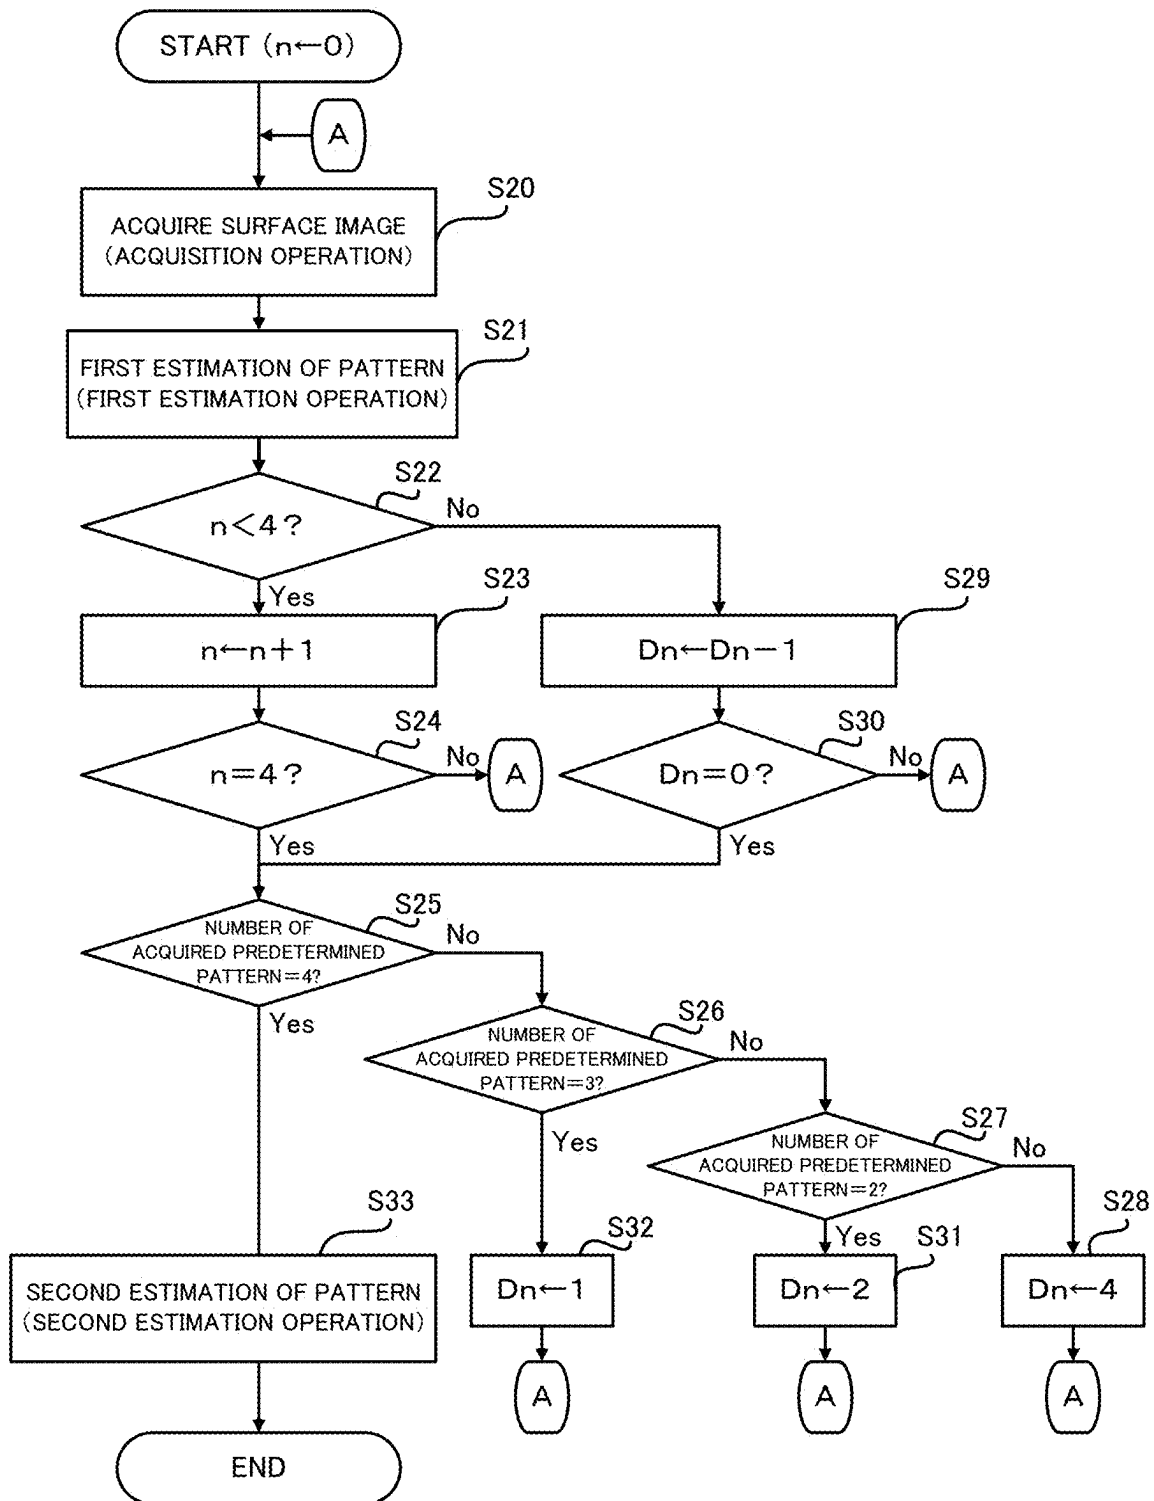 START (n←0)
A
S20
ACQUIRE SURFACE IMAGE
(ACQUISITION OPERATION)
S21
FIRST ESTIMATION OF PATTERN
(FIRST ESTIMATION OPERATION)
S22
n<4?
No
Yes
S23
n←n+1
S29
Dn←Dn−1
S24
n=4?
No
A
Yes
S30
Dn=0?
No
A
Yes
S25
NUMBER OF
ACQUIRED PREDETERMINED
PATTERN=4?
No
Yes
S26
NUMBER OF
ACQUIRED PREDETERMINED
PATTERN=3?
No
Yes
S27
NUMBER OF
ACQUIRED PREDETERMINED
PATTERN=2?
No
Yes
S33
SECOND ESTIMATION OF PATTERN
(SECOND ESTIMATION OPERATION)
S32
Dn←1
A
S31
Dn←2
A
S28
Dn←4
A
END